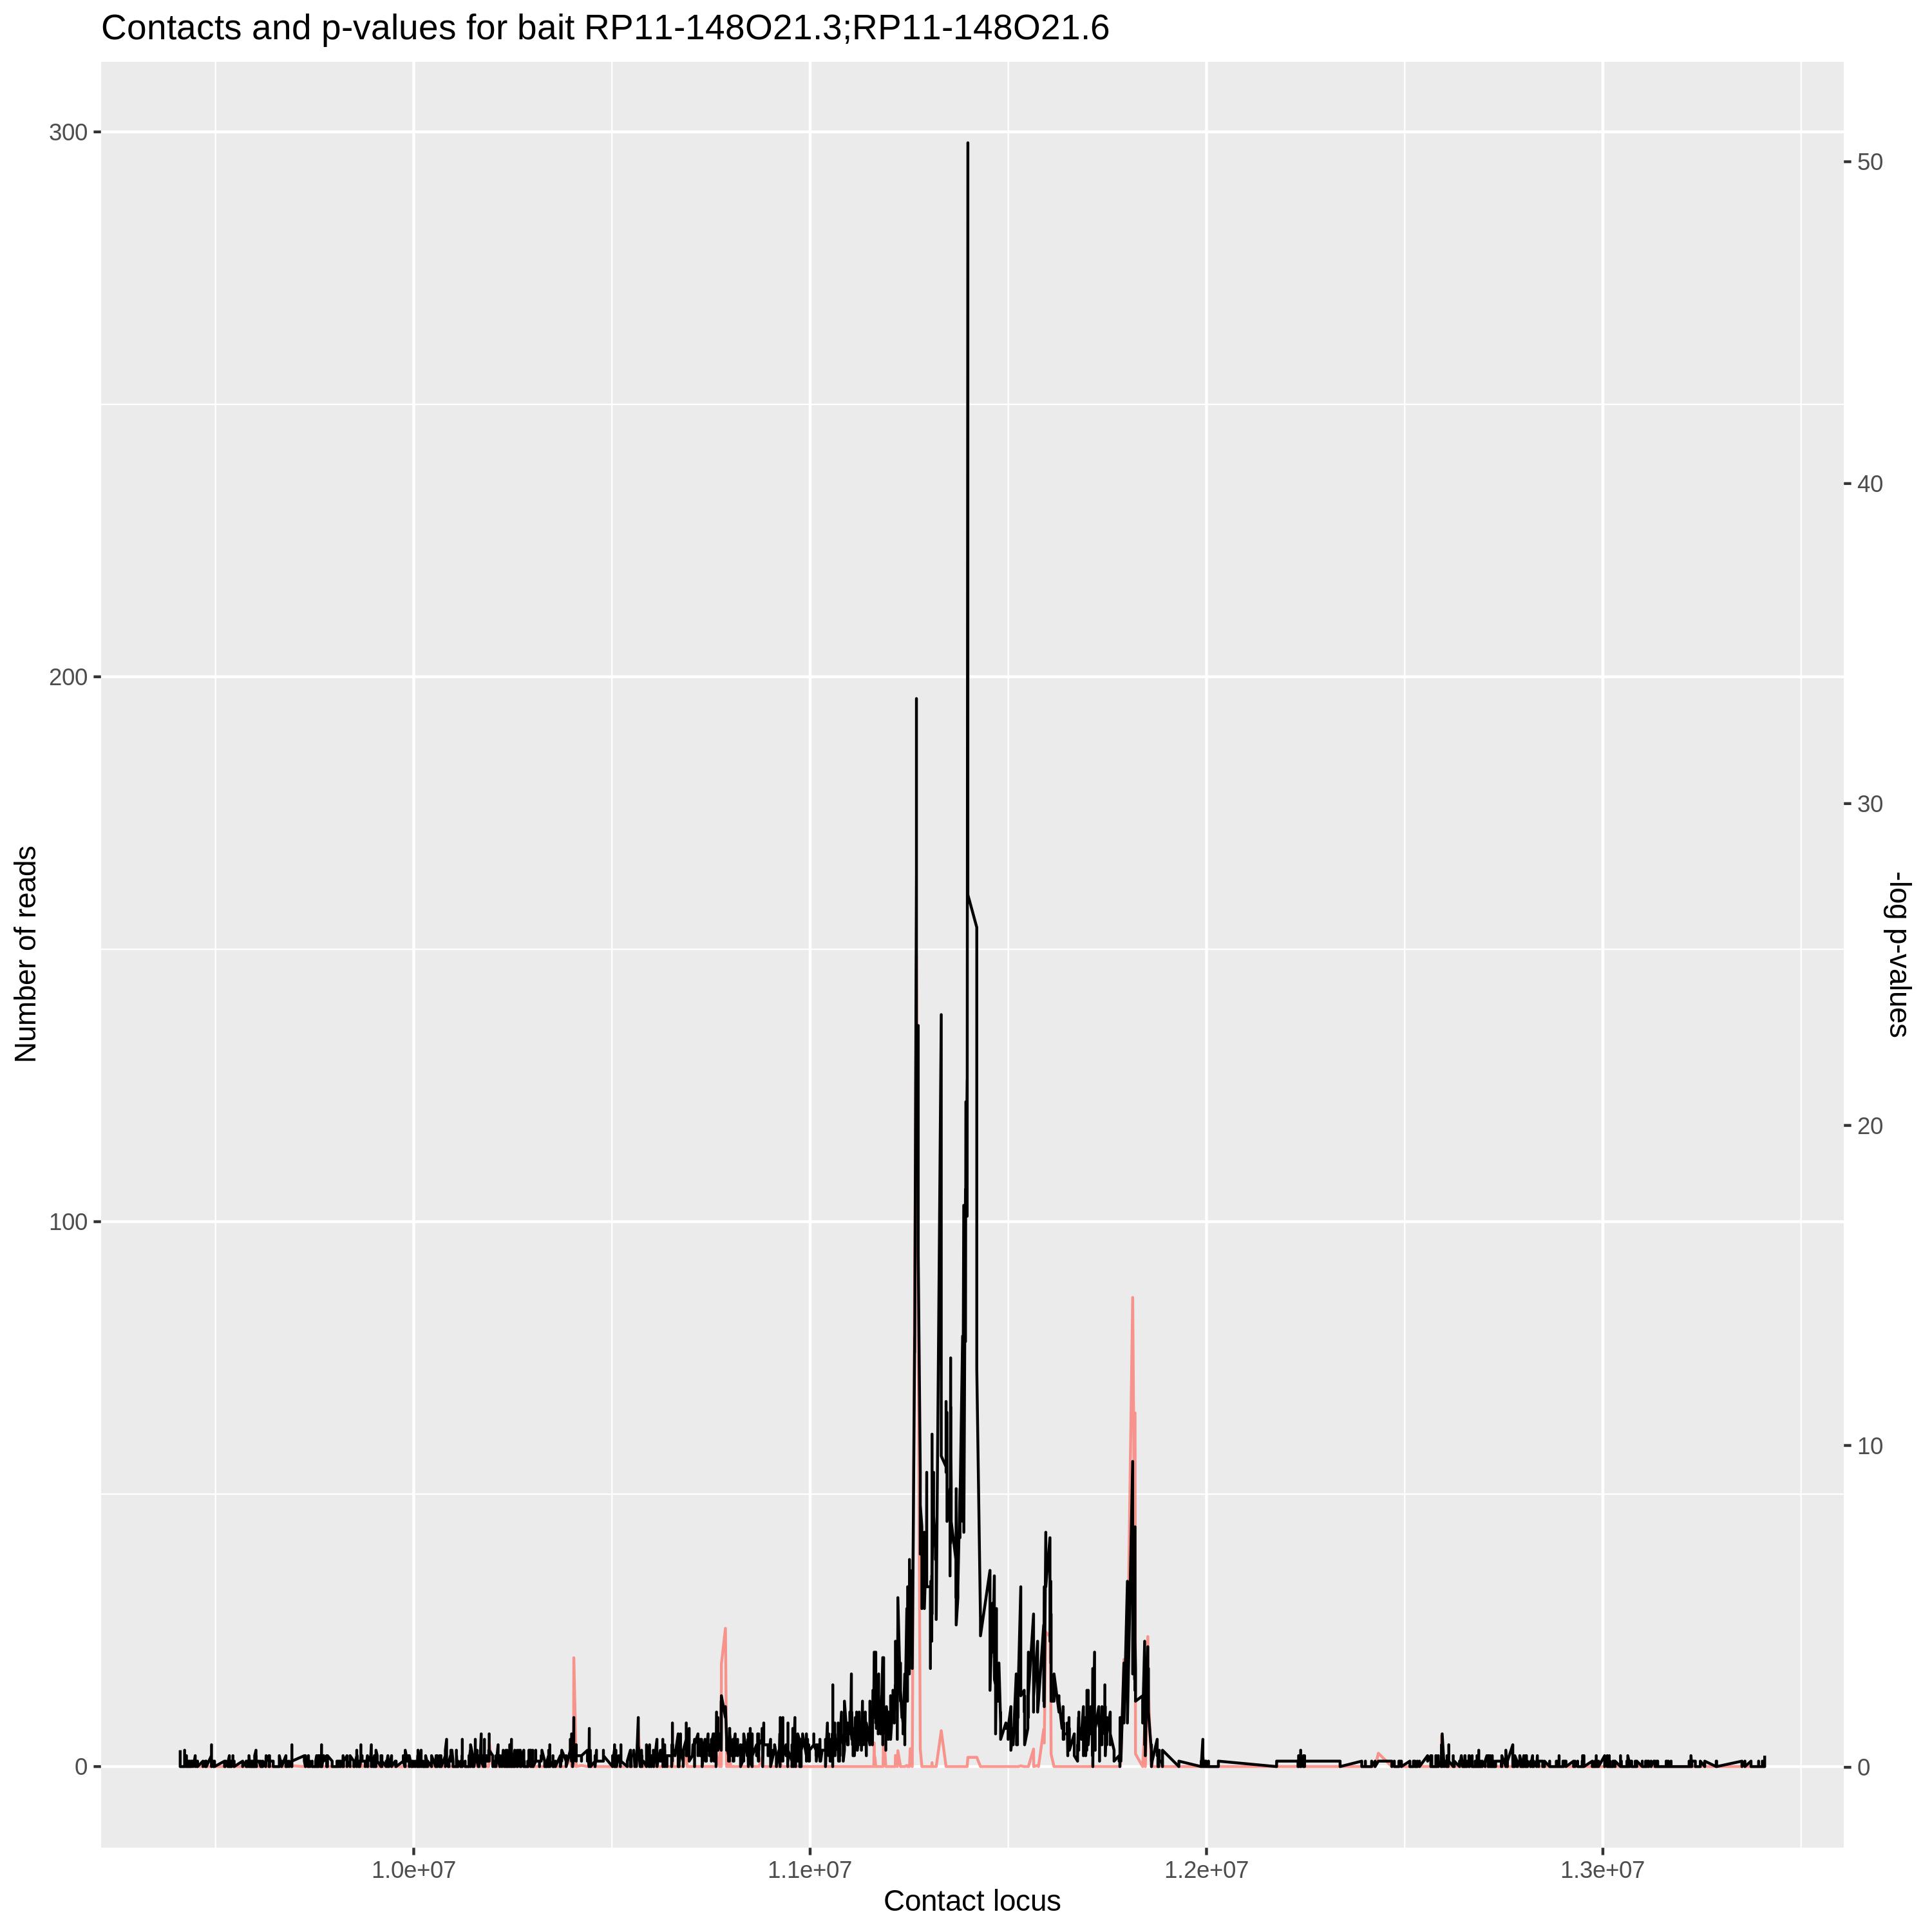 Contacts and p-values for bait RP11-148O21.3;RP11-148O21.6
300
200
100
0
Number of reads
50
40
30
20
10
0
-log p-values
1.0e+07
1.1e+07
1.2e+07
1.3e+07
Contact locus